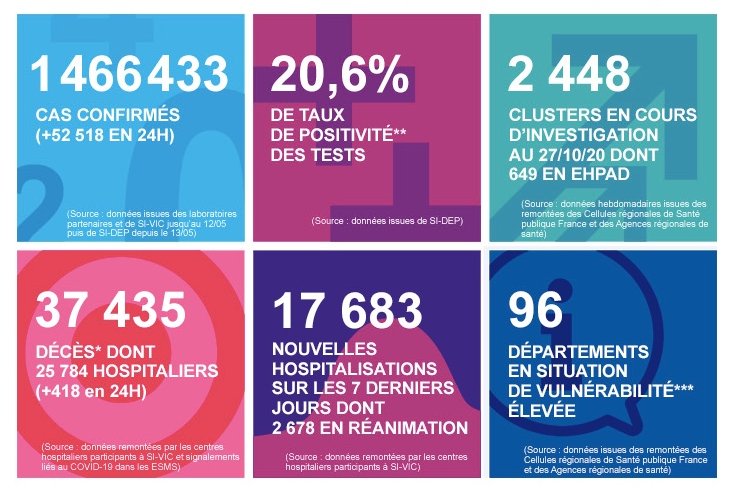 1 466 433
CAS CONFIRMÉS
(+52 518 EN 24H)
(Source : données issues des laboratoires
partenaires et de SI-VIC jusqu'au 12/05
puis de SI-DEP depuis le 13/05)
20,6%
DE TAUX
DE POSITIVITÉ**
DES TESTS
(Source : données issues de SI-DEP)
2 448
CLUSTERS EN COURS
D'INVESTIGATION
AU 27/10/20 DONT
649 EN EHPAD
(Source : données hebdomadaires issues des
remontées des Cellules régionales de Santé
publique France et des Agences régionales de
santé)
37 435
DÉCÈS* DONT
25 784 HOSPITALIERS
(+418 en 24H)
(Source : données remontées par les centres
hospitaliers participants à SI-VIC et signalements
liés au COVID-19 dans les ESMS)
17 683
NOUVELLES
HOSPITALISATIONS
SUR LES 7 DERNIERS
JOURS DONT
2 678 EN RÉANIMATION
(Source : données remontées par les centres
hospitaliers participants à SI-VIC)
96
DÉPARTEMENTS
EN SITUATION
DE VULNÉRABILITÉ***
ÉLEVÉE
(Source : données issues des remontées des
Cellules régionales de Santé publique France
et des Agences régionales de santé)